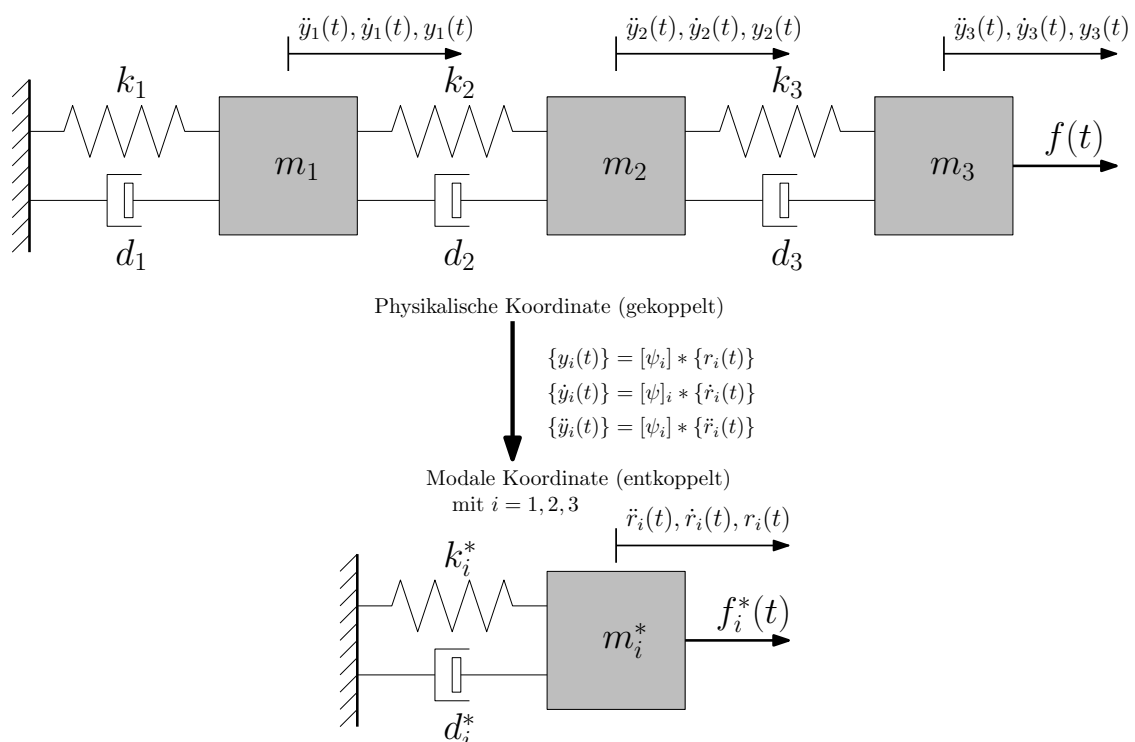 ÿ₁(t), ẏ₁(t), y₁(t)
ÿ₂(t), ẏ₂(t), y₂(t)
ÿ₃(t), ẏ₃(t), y₃(t)
k₁
k₂
k₃
m₁
m₂
m₃
f(t)
d₁
d₂
d₃
Physikalische Koordinate (gekoppelt)
{yᵢ(t)} = [ψᵢ] * {rᵢ(t)}
{ẏᵢ(t)} = [ψ]ᵢ * {ṙᵢ(t)}
{ÿᵢ(t)} = [ψᵢ] * {r̈ᵢ(t)}
Modale Koordinate (entkoppelt)
mit i = 1, 2, 3
r̈ᵢ(t), ṙᵢ(t), rᵢ(t)
kᵢ*
mᵢ*
fᵢ*(t)
dᵢ*